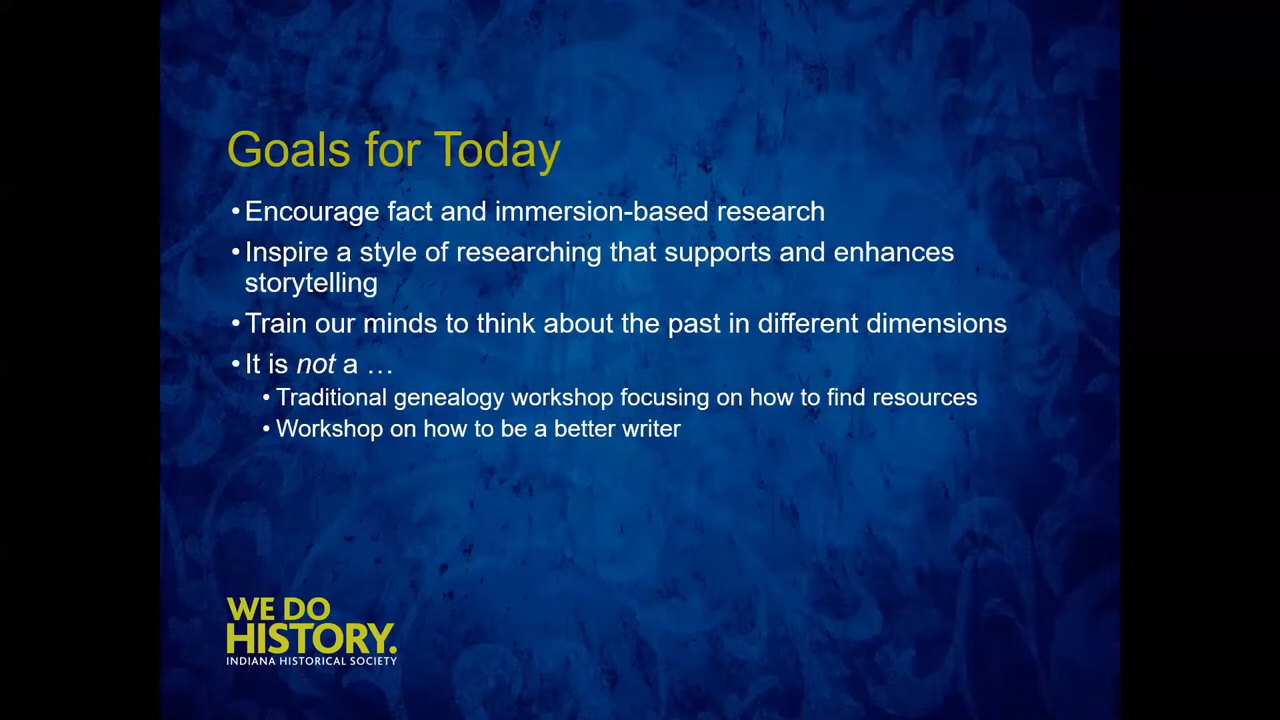 Goals for Today
• Encourage fact and immersion-based research
• Inspire a style of researching that supports and enhances
storytelling
• Train our minds to think about the past in different dimensions
• It is not a …
• Traditional genealogy workshop focusing on how to find resources
• Workshop on how to be a better writer
WE DO
HISTORY.
INDIANA HISTORICAL SOCIETY